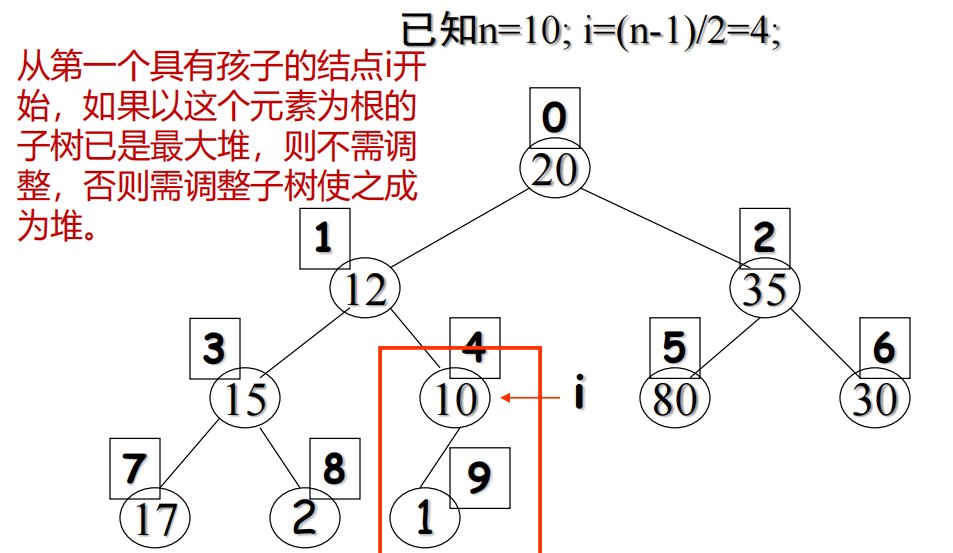 已知n=10; i=(n-1)/2=4;
从第一个具有孩子的结点i开
始，如果以这个元素为根的
子树已是最大堆，则不需调
整，否则需调整子树使之成
为堆。
0
20
1
2
12
35
3
4
5
6
15
10
i
80
30
7
8
9
17
2
1